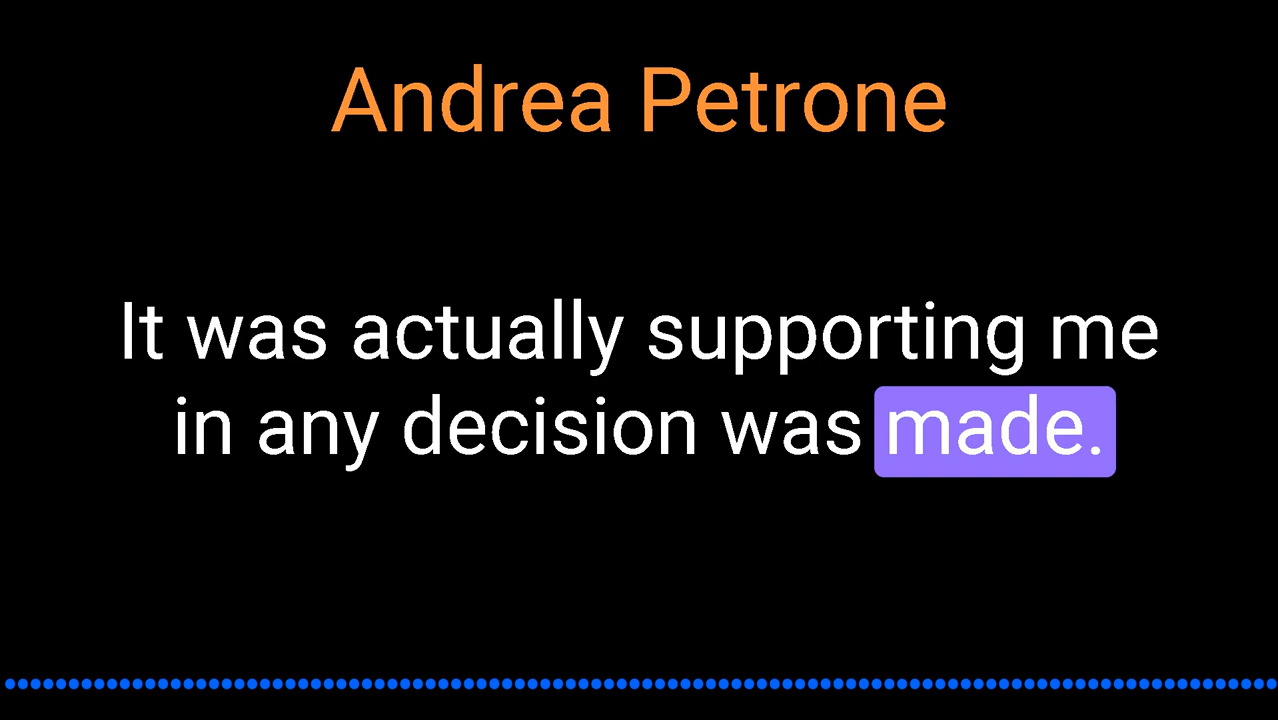 Andrea Petrone
It was actually supporting me
in any decision was made.